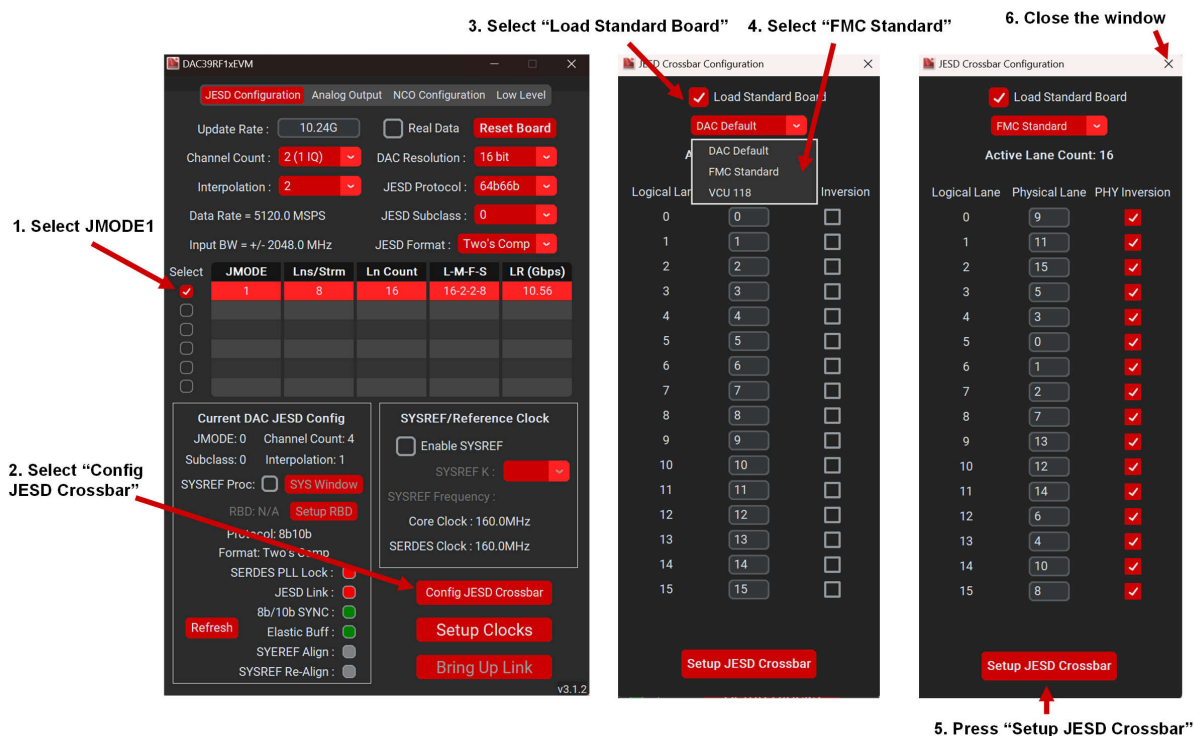 3. Select “Load Standard Board”
4. Select “FMC Standard”
6. Close the window
DAC39RF1xEVM
JESD Configuration Analog Output NCO Configuration Low Level
Update Rate : 10.24G Real Data Reset Board
Channel Count : 2 (1 IQ) DAC Resolution : 16 bit
Interpolation : 2 JESD Protocol : 64b66b
Data Rate = 5120.0 MSPS JESD Subclass : 0
Input BW = +/- 2048.0 MHz JESD Format : Two's Comp
1. Select JMODE1
Select JMODE Lns/Strm Ln Count L-M-F-S LR (Gbps)
1 8 16 16-2-2-8 10.56
Current DAC JESD Config
JMODE: 0 Channel Count: 4
Subclass: 0 Interpolation: 1
SYSREF Proc: SYS Window
RBD: N/A Setup RBD
Protocol: 8b10b
Format: Two's Comp
SERDES PLL Lock :
JESD Link :
8b/10b SYNC :
Refresh Elastic Buff :
SYEREF Align :
SYSREF Re-Align :
2. Select “Config
JESD Crossbar”
SYSREF/Reference Clock
Enable SYSREF
SYSREF K :
SYSREF Frequency :
Core Clock : 160.0MHz
SERDES Clock : 160.0MHz
Config JESD Crossbar
Setup Clocks
Bring Up Link
v3.1.2
JESD Crossbar Configuration
Load Standard Board
DAC Default
DAC Default
FMC Standard
VCU 118
Logical Lan Inversion
0 0
1 1
2 2
3 3
4 4
5 5
6 6
7 7
8 8
9 9
10 10
11 11
12 12
13 13
14 14
15 15
Setup JESD Crossbar
JESD Crossbar Configuration
Load Standard Board
FMC Standard
Active Lane Count: 16
Logical Lane Physical Lane PHY Inversion
0 9
1 11
2 15
3 5
4 3
5 0
6 1
7 2
8 7
9 13
10 12
11 14
12 6
13 4
14 10
15 8
Setup JESD Crossbar
5. Press “Setup JESD Crossbar”